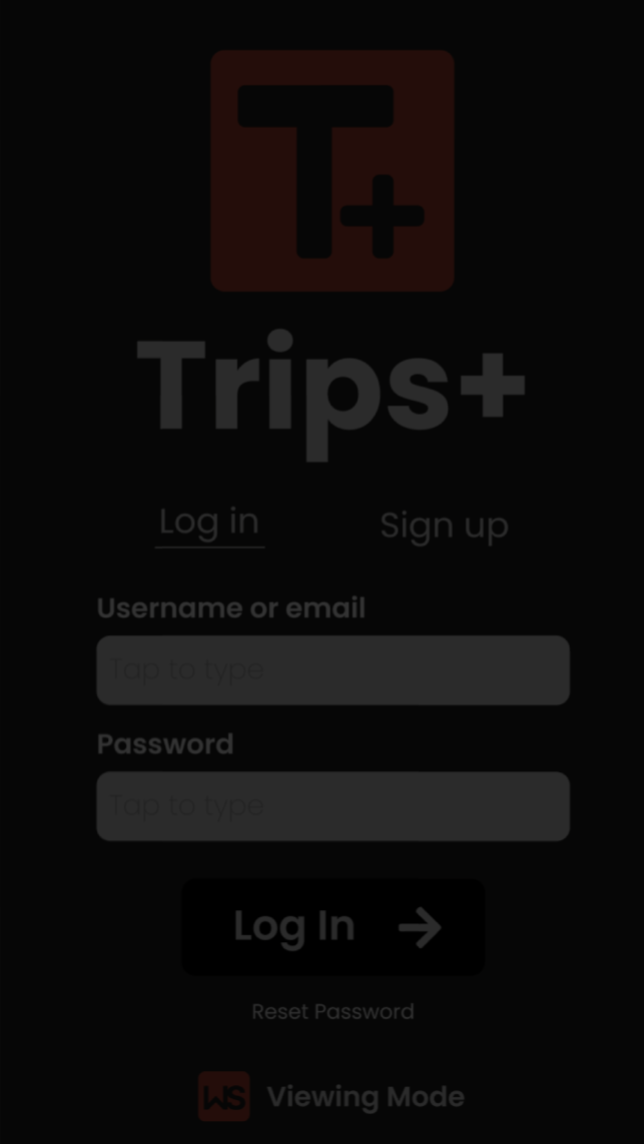 T+
Trips+
Log in Sign up
Username or email
Tap to type
Password
Tap to type
Log In →
Reset Password
WS Viewing Mode